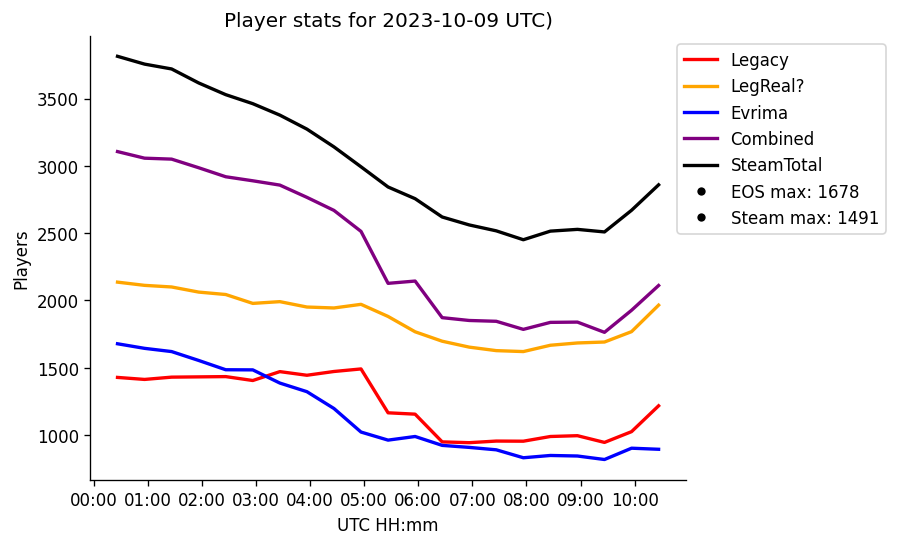 Player stats for 2023-10-09 UTC)
Legacy
LegReal?
Evrima
Combined
SteamTotal
EOS max: 1678
Steam max: 1491
3500
3000
2500
2000
1500
1000
Players
00:00 01:00 02:00 03:00 04:00 05:00 06:00 07:00 08:00 09:00 10:00
UTC HH:mm